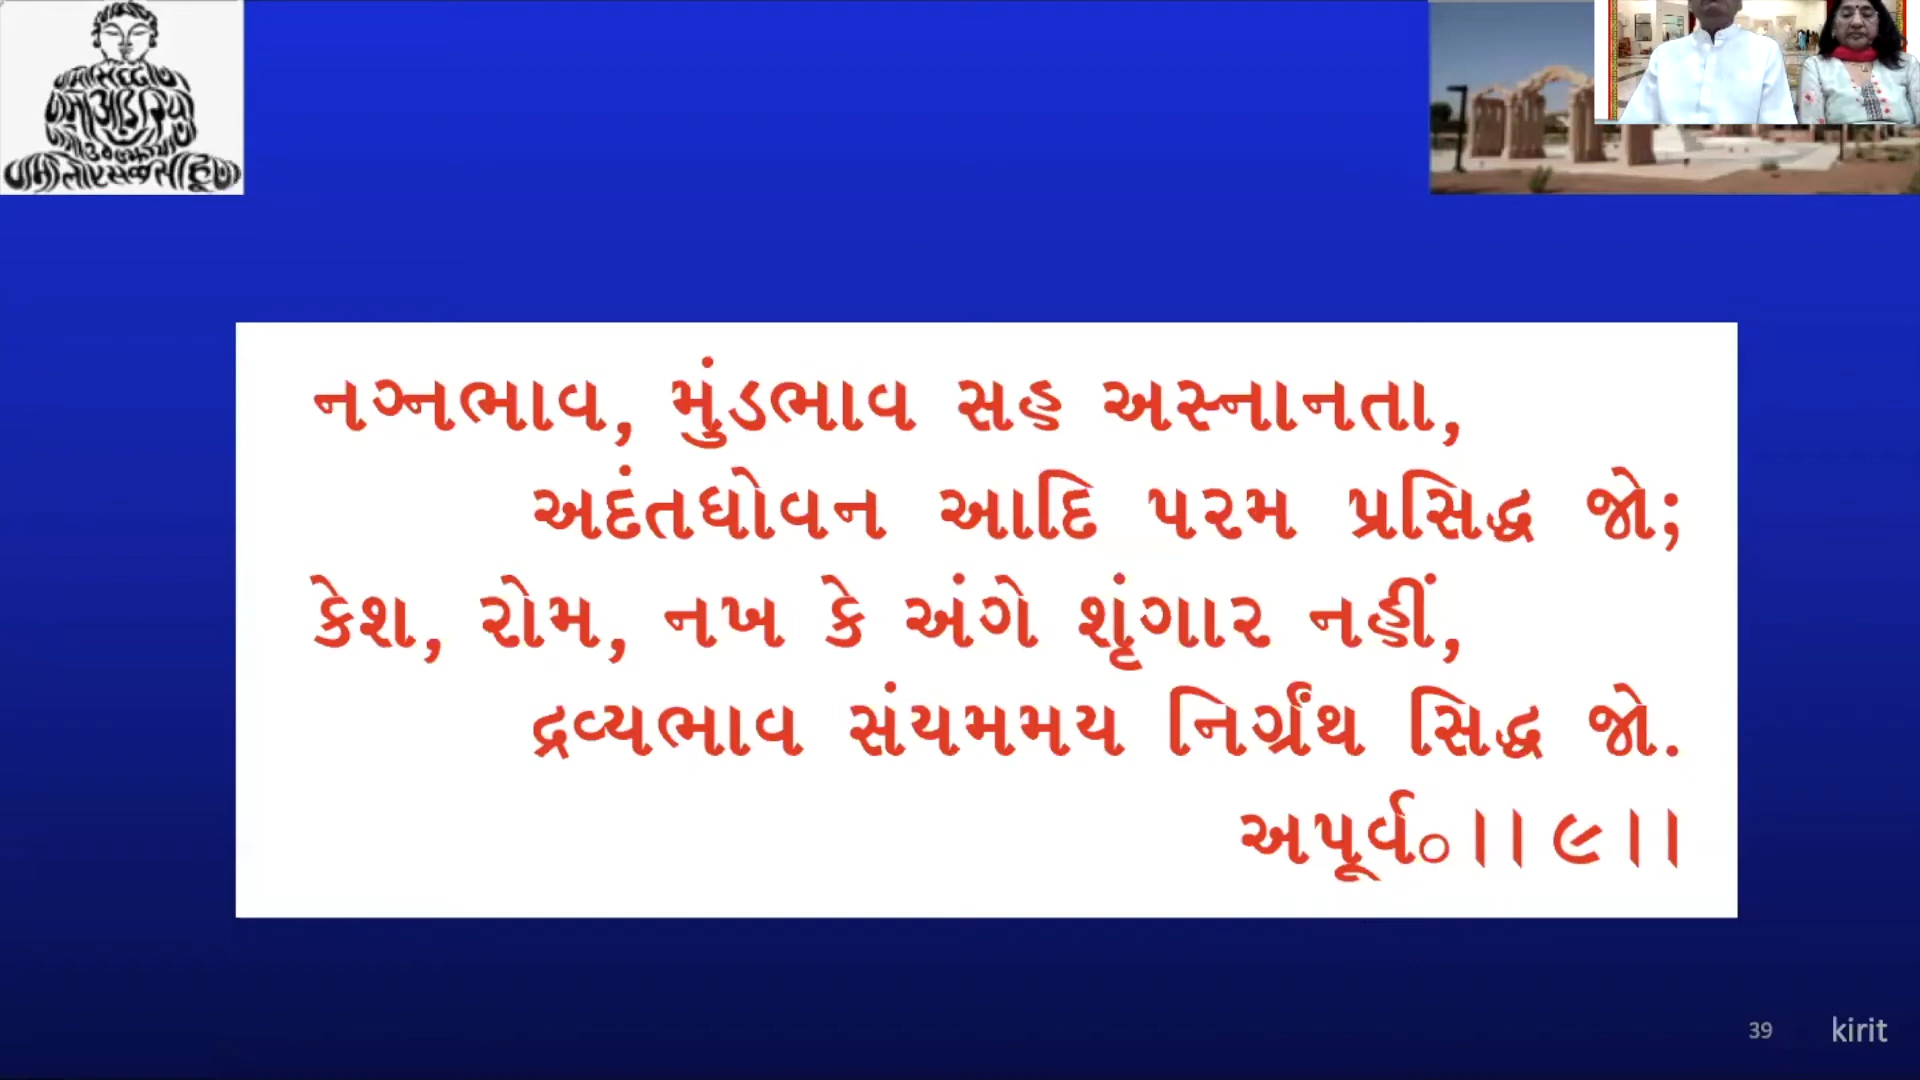 નગ્નભાવ, મુંડભાવ સહ અસ્નાનતા,
અદંતધોવન આદિ પરમ પ્રસિદ્ધ જો;
કેશ, રોમ, નખ કે અંગે શૃંગાર નહીં,
દ્રવ્યભાવ સંયમમય નિર્ગ્રંથ સિદ્ધ જો.
અપૂર્વ૦।।૯।।
39 kirit